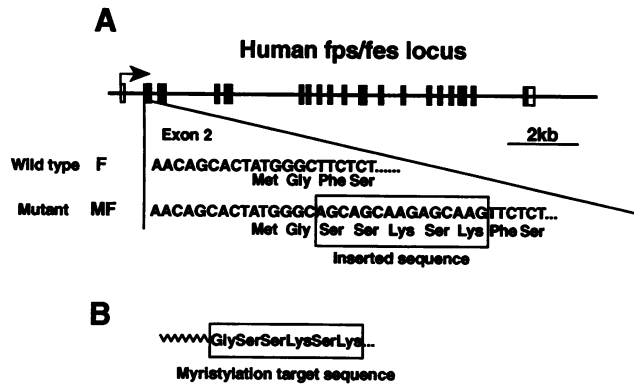 A
Human fps/fes locus
Exon 2
2kb
Wild type F AACAGCACTATGGGCTTCTCT......
Met Gly Phe Ser
Mutant MF AACAGCACTATGGGCAGCAGCAAGAGCAAGTTCTCT...
Met Gly Ser Ser Lys Ser Lys Phe Ser
Inserted sequence
B
GlySerSerLysSerLys...
Myristylation target sequence